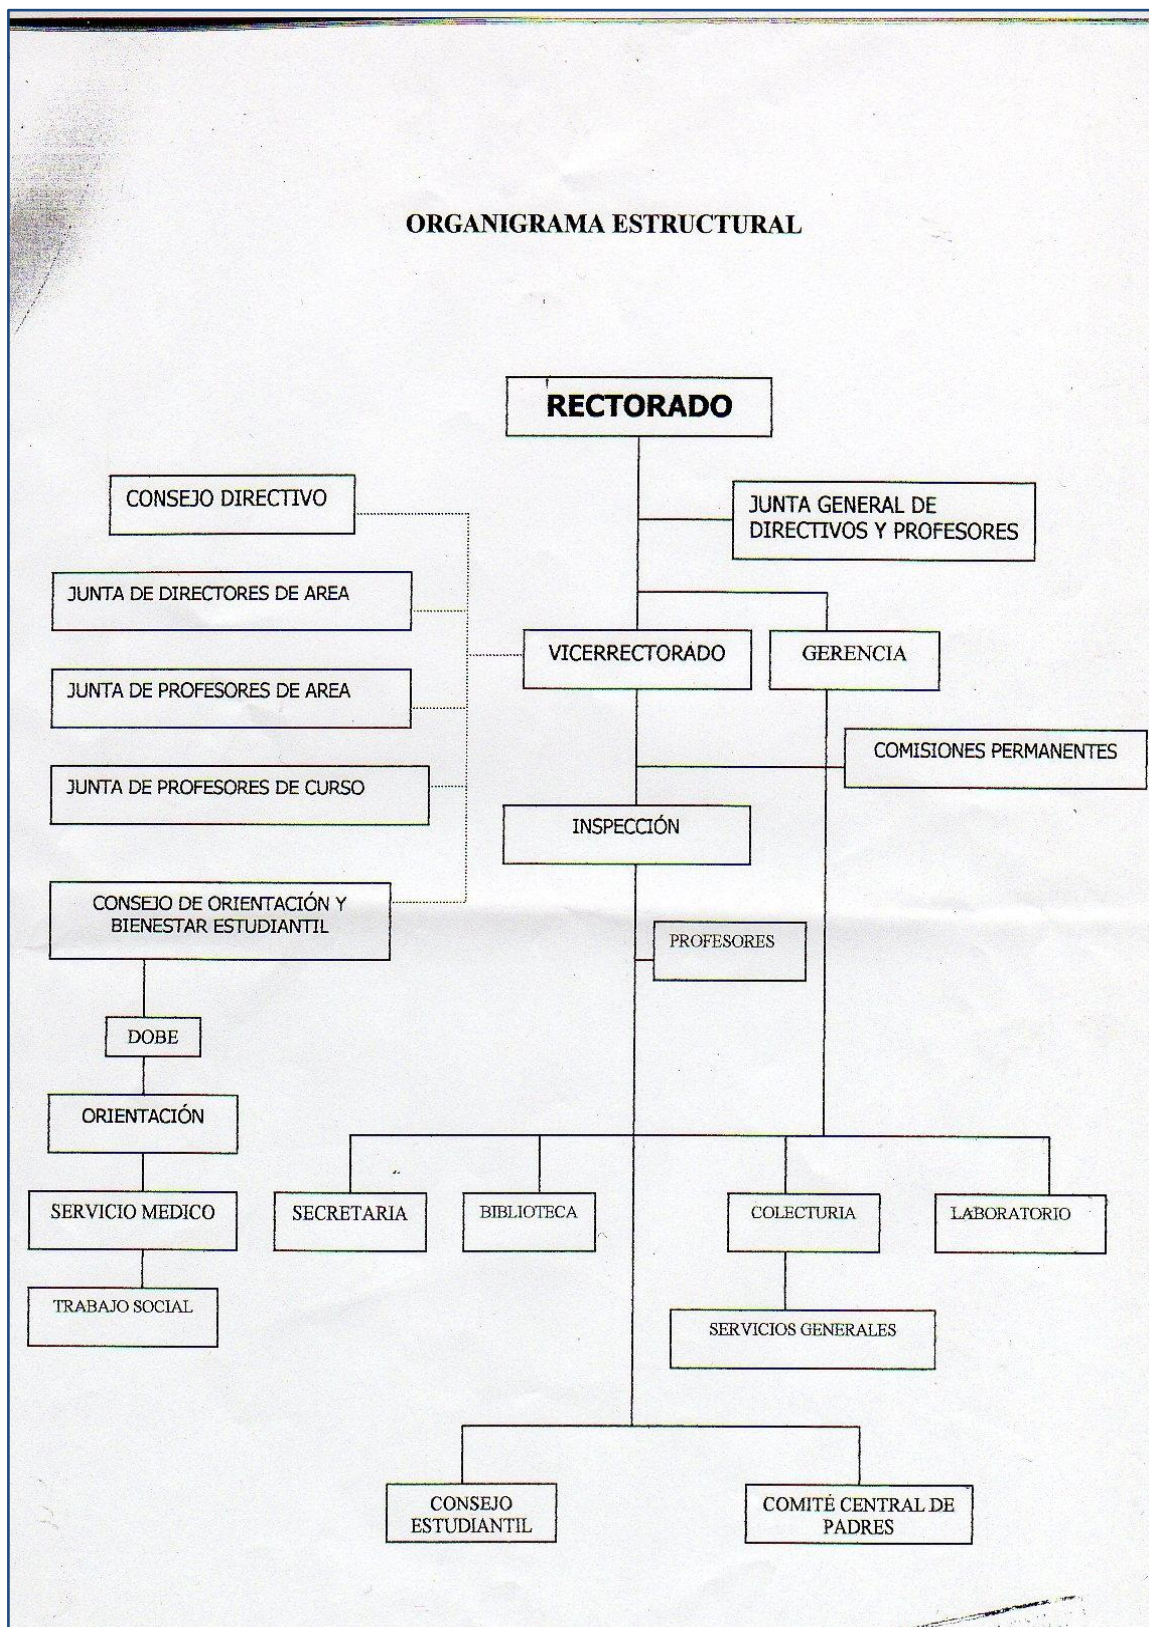 ORGANIGRAMA ESTRUCTURAL
RECTORADO
CONSEJO DIRECTIVO
JUNTA GENERAL DE
DIRECTIVOS Y PROFESORES
JUNTA DE DIRECTORES DE AREA
VICERRECTORADO
GERENCIA
JUNTA DE PROFESORES DE AREA
COMISIONES PERMANENTES
JUNTA DE PROFESORES DE CURSO
INSPECCIÓN
CONSEJO DE ORIENTACIÓN Y
BIENESTAR ESTUDIANTIL
PROFESORES
DOBE
ORIENTACIÓN
SERVICIO MEDICO
SECRETARIA
BIBLIOTECA
COLECTURIA
LABORATORIO
TRABAJO SOCIAL
SERVICIOS GENERALES
CONSEJO
ESTUDIANTIL
COMITÉ CENTRAL DE
PADRES